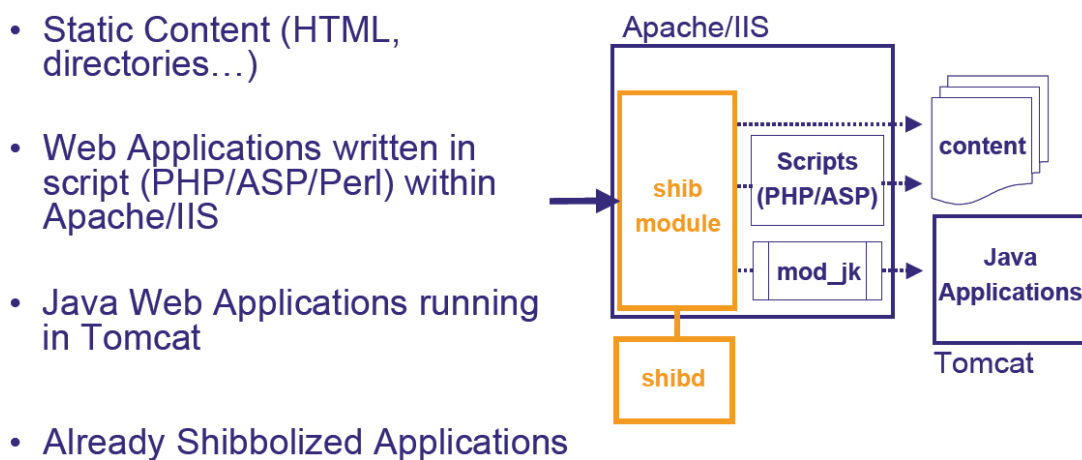 • Static Content (HTML,
directories…)
• Web Applications written in
script (PHP/ASP/Perl) within
Apache/IIS
• Java Web Applications running
in Tomcat
• Already Shibbolized Applications
Apache/IIS
shib
module
Scripts
(PHP/ASP)
mod_jk
content
Java
Applications
Tomcat
shibd